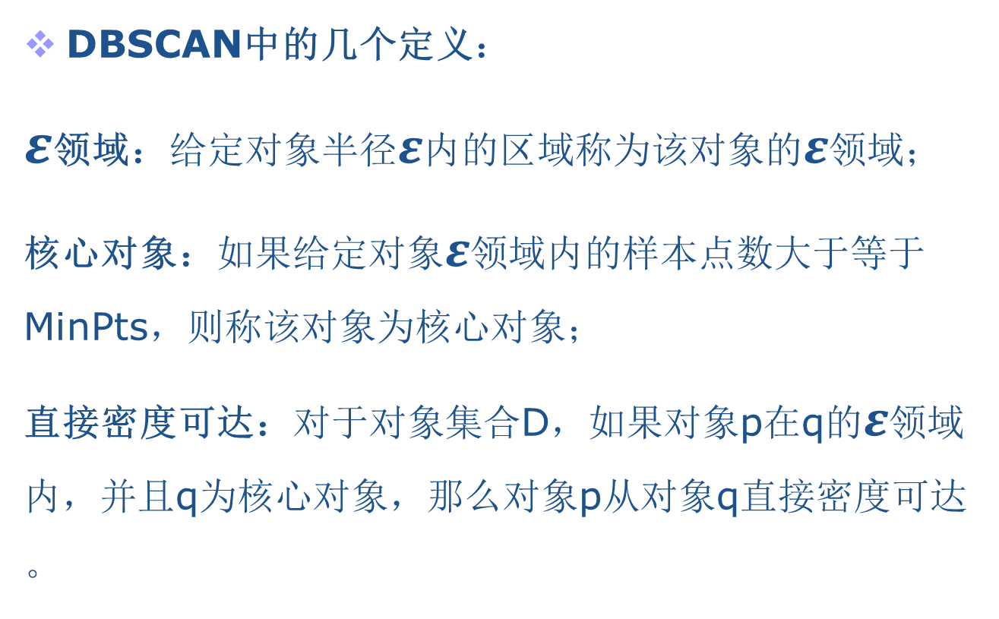 ❖ DBSCAN中的几个定义：
ε领域：给定对象半径ε内的区域称为该对象的ε领域；
核心对象：如果给定对象ε领域内的样本点数大于等于
MinPts，则称该对象为核心对象；
直接密度可达：对于对象集合D，如果对象p在q的ε领域
内，并且q为核心对象，那么对象p从对象q直接密度可达
。